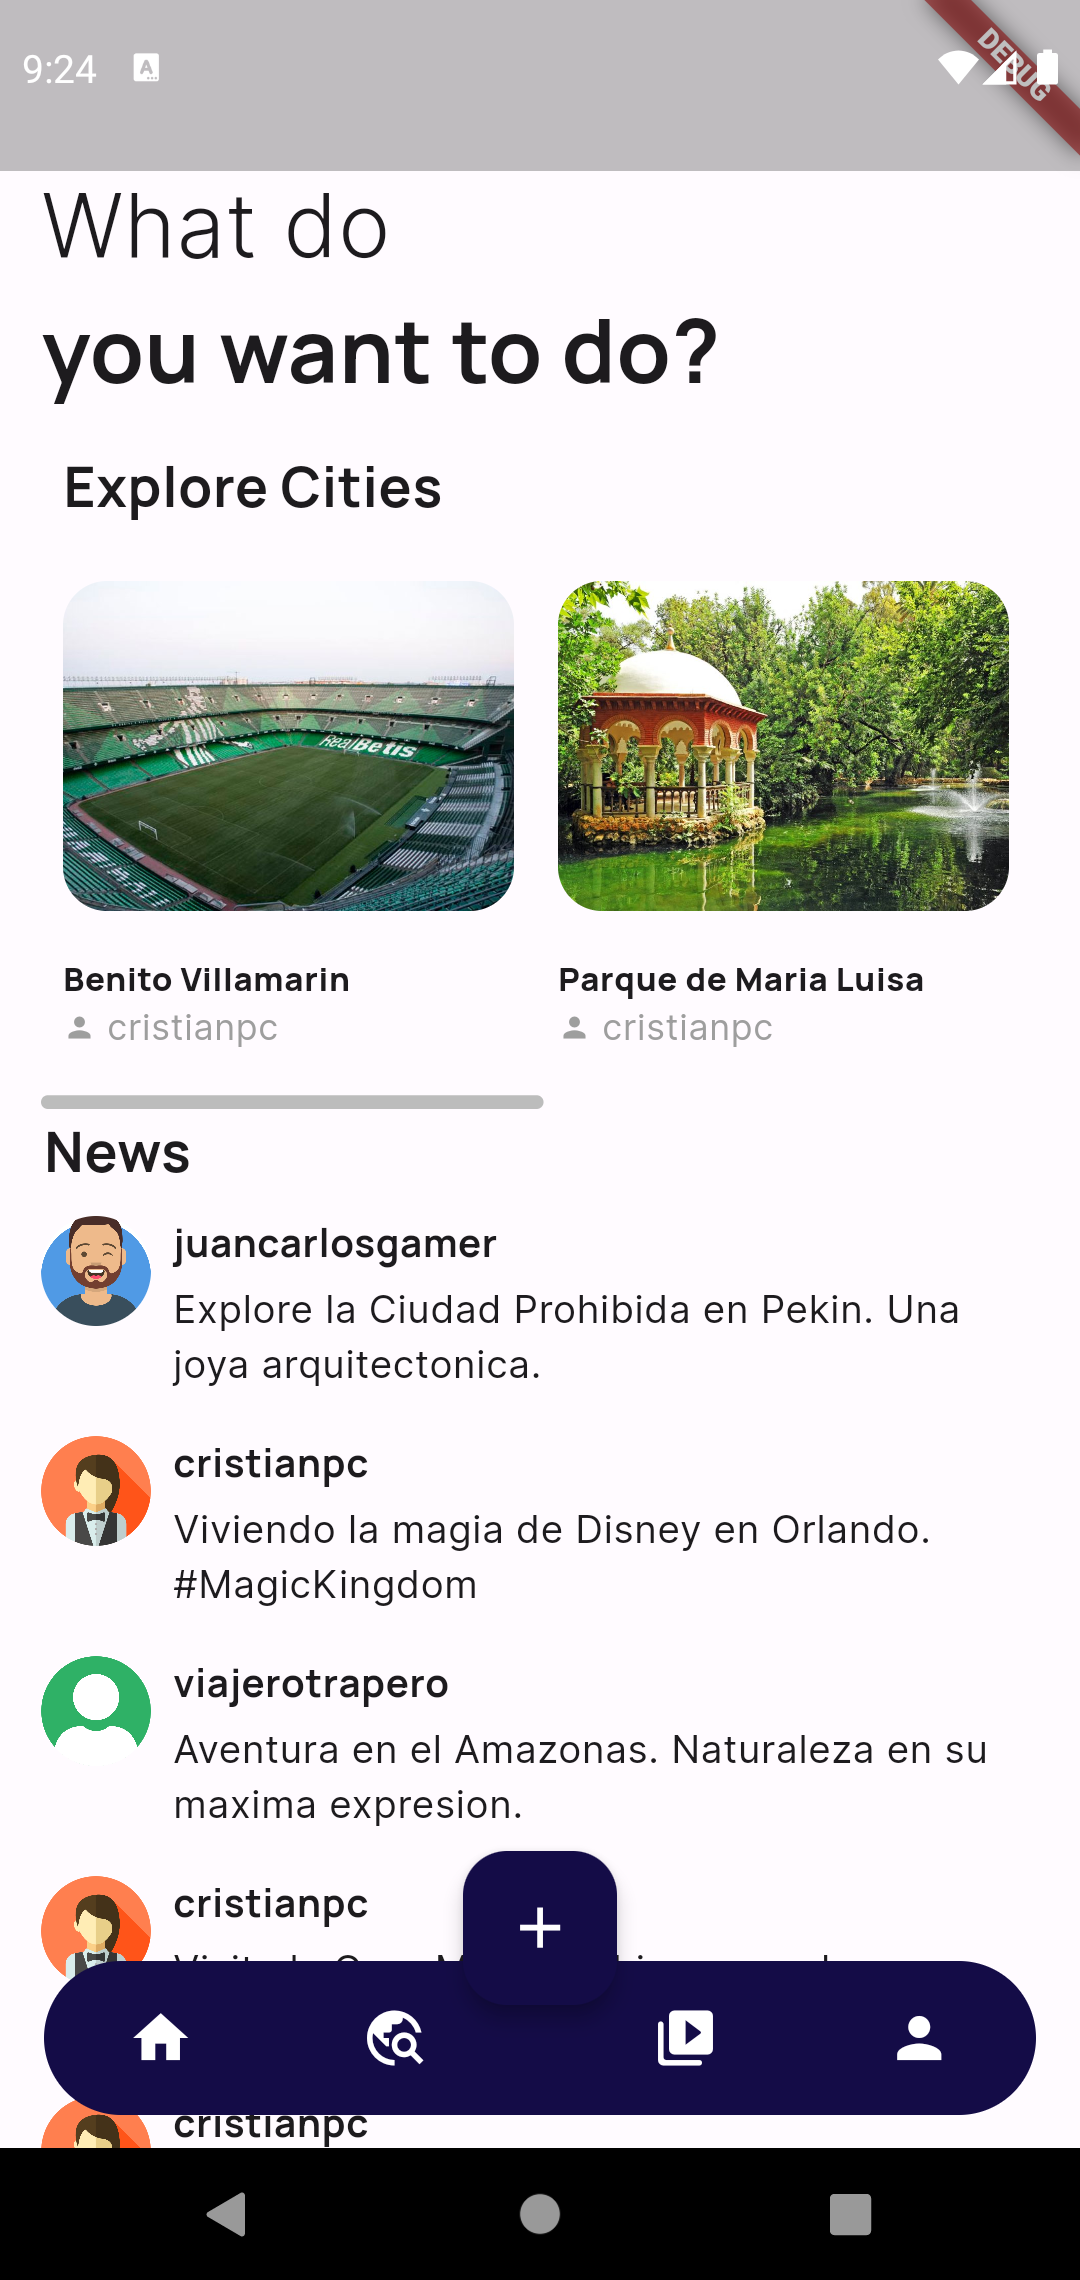 9:24
DEBUG
What do
you want to do?
Explore Cities
Real Betis
Benito Villamarin
Parque de Maria Luisa
cristianpc
cristianpc
News
juancarlosgamer
Explore la Ciudad Prohibida en Pekin. Una
joya arquitectonica.
cristianpc
Viviendo la magia de Disney en Orlando.
#MagicKingdom
viajerotrapero
Aventura en el Amazonas. Naturaleza en su
maxima expresion.
cristianpc
cristianpc